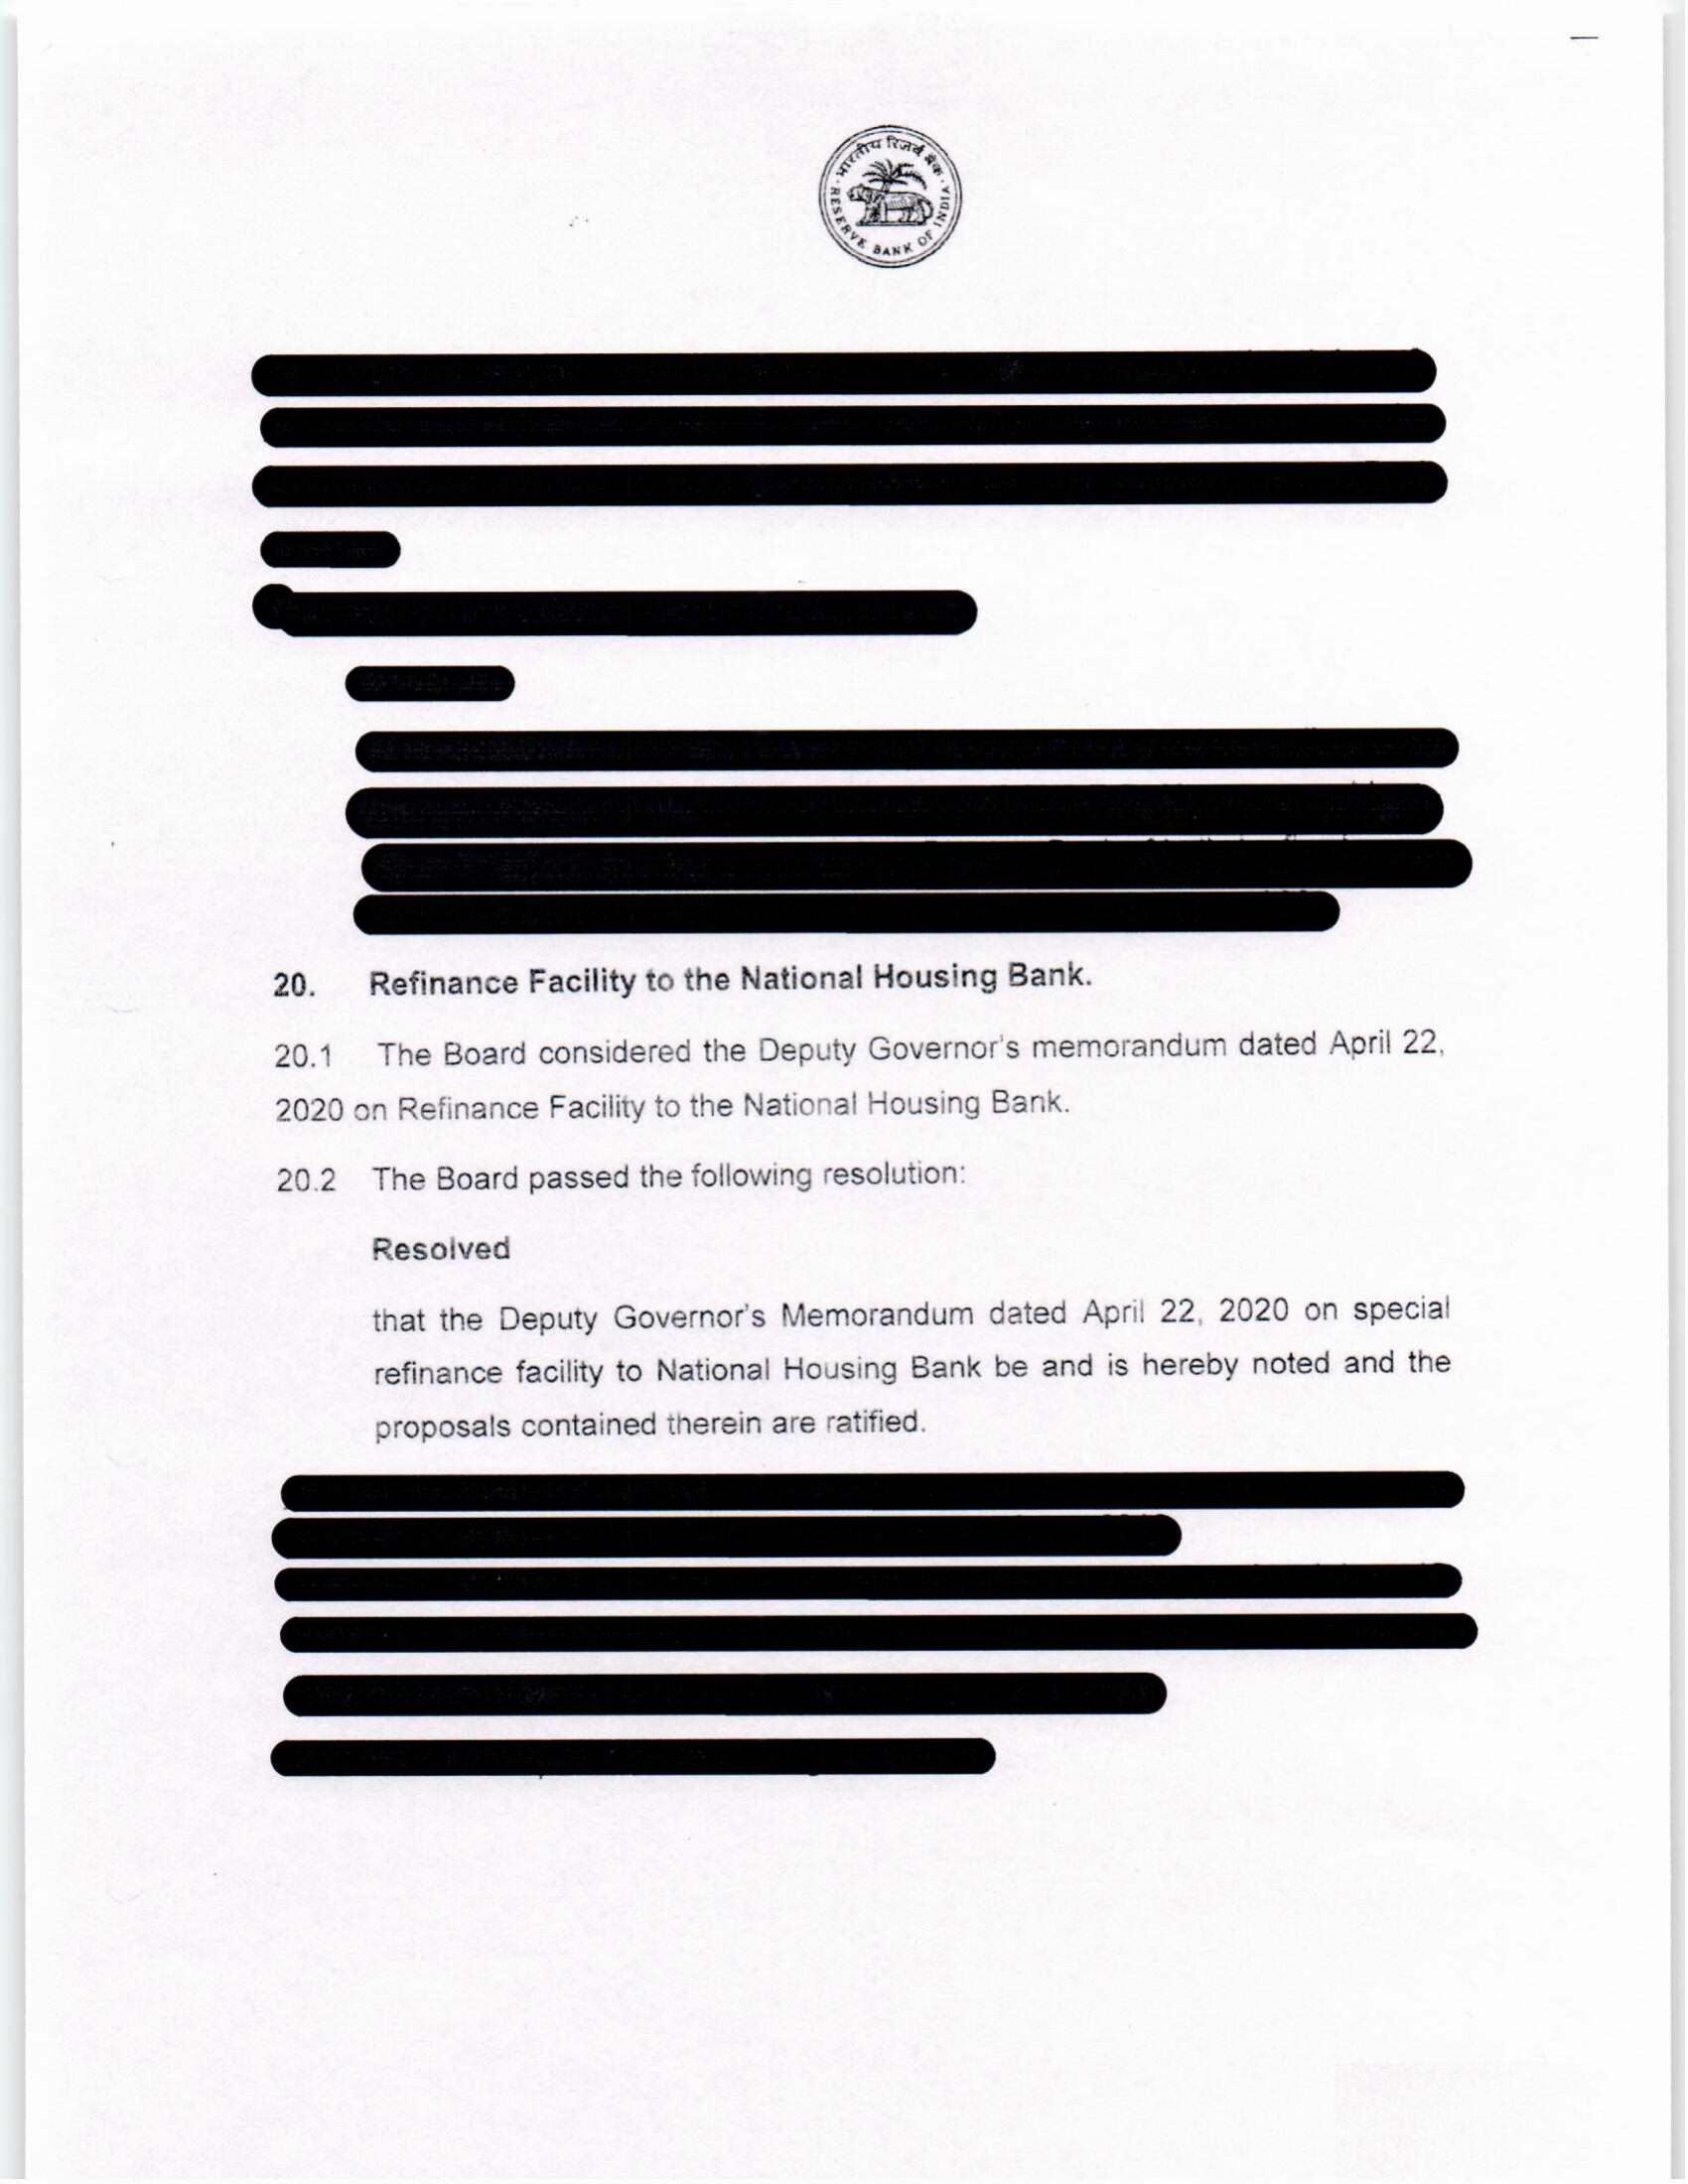 भारतीय रिज़र्व बैंक
RESERVE BANK OF INDIA
20. Refinance Facility to the National Housing Bank.
20.1 The Board considered the Deputy Governor's memorandum dated April 22,
2020 on Refinance Facility to the National Housing Bank.
20.2 The Board passed the following resolution:
Resolved
that the Deputy Governor's Memorandum dated April 22, 2020 on special
refinance facility to National Housing Bank be and is hereby noted and the
proposals contained therein are ratified.